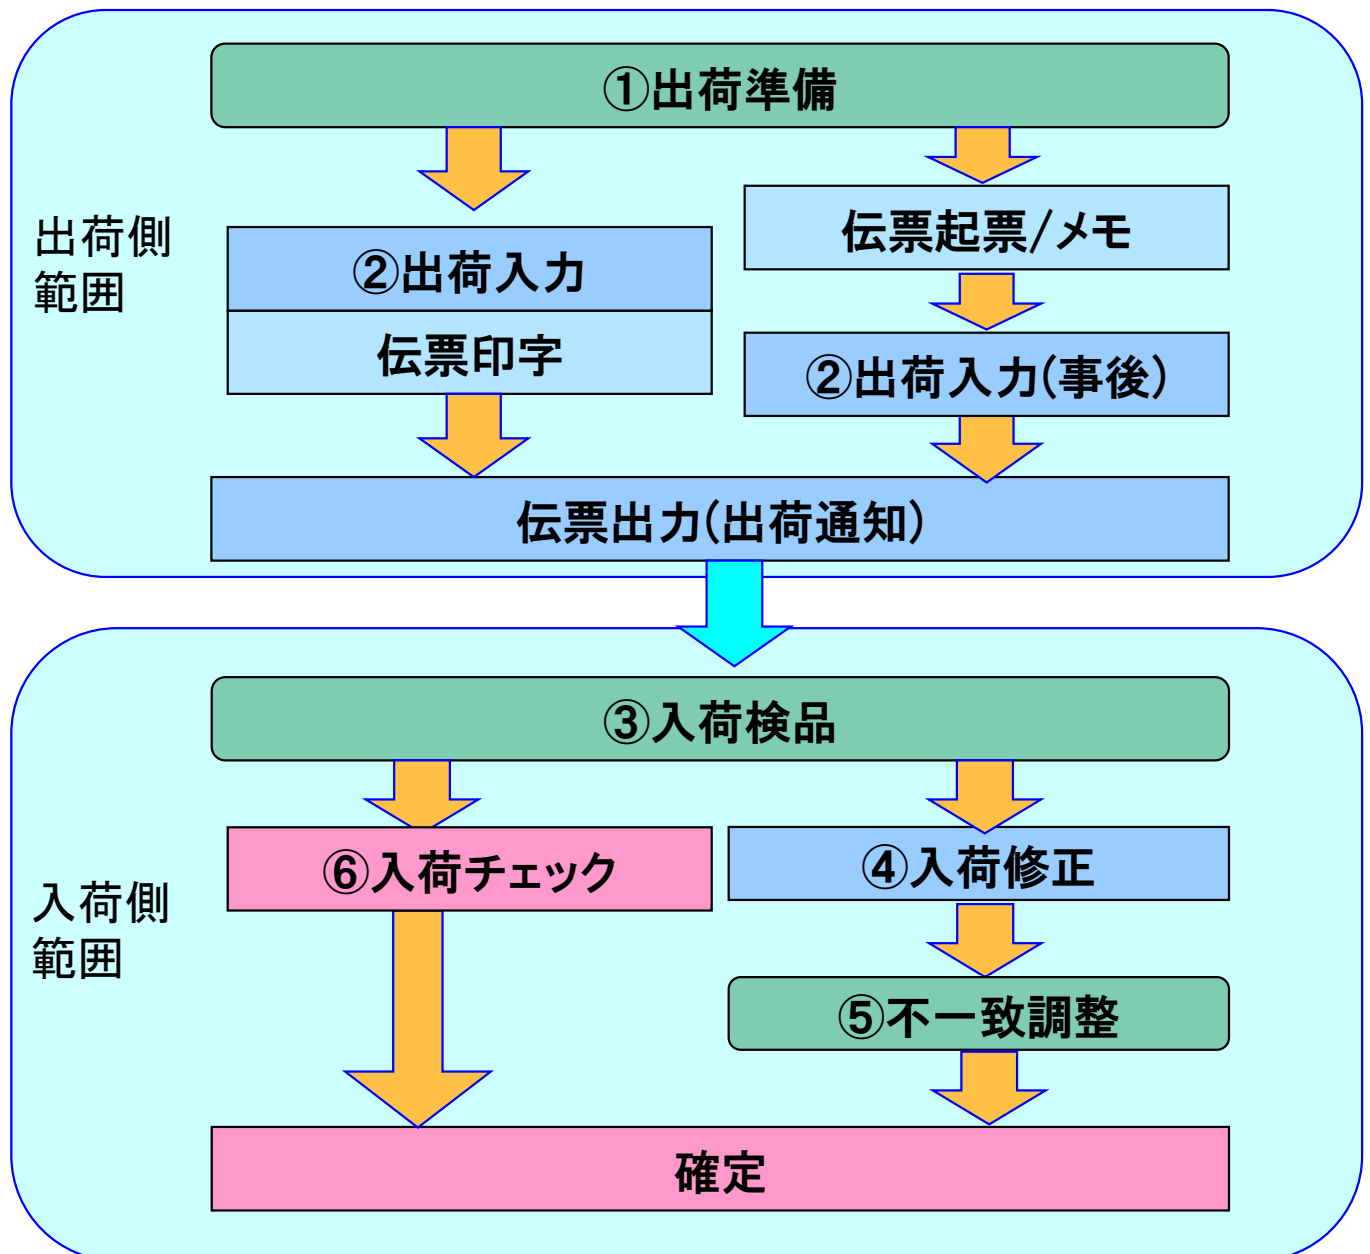 ①出荷準備
出荷側
範囲
②出荷入力
伝票印字
伝票起票/メモ
②出荷入力(事後)
伝票出力(出荷通知)
③入荷検品
入荷側
範囲
⑥入荷チェック
④入荷修正
⑤不一致調整
確定